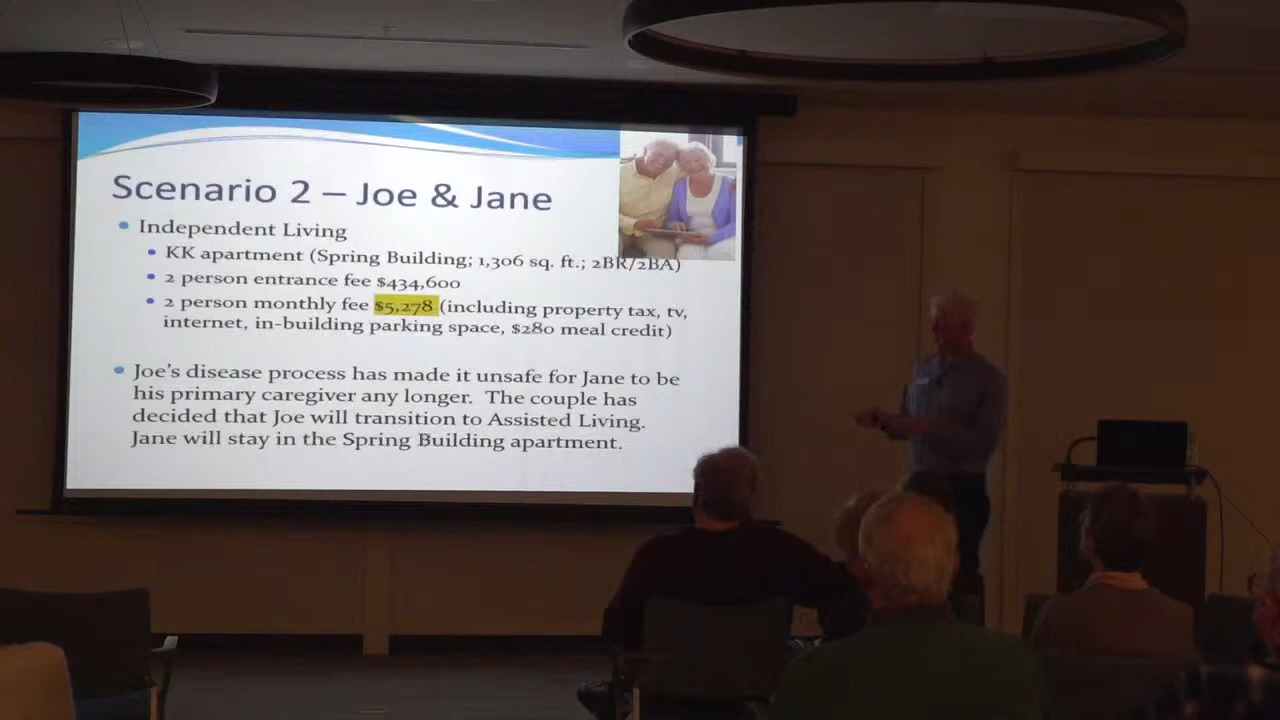 Scenario 2 – Joe & Jane
• Independent Living
• KK apartment (Spring Building; 1,306 sq. ft.; 2BR/2BA)
• 2 person entrance fee $434,600
• 2 person monthly fee $5,278 (including property tax, tv,
internet, in-building parking space, $280 meal credit)
• Joe's disease process has made it unsafe for Jane to be
his primary caregiver any longer. The couple has
decided that Joe will transition to Assisted Living.
Jane will stay in the Spring Building apartment.